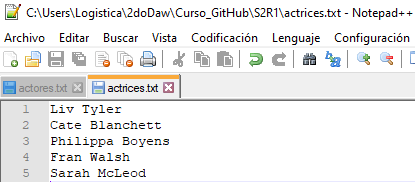 C:\Users\Logistica\2doDaw\Curso_GitHub\S2R1\actrices.txt - Notepad++
Archivo Editar Buscar Vista Codificación Lenguaje Configuración
actores.txt actrices.txt
1 Liv Tyler
2 Cate Blanchett
3 Philippa Boyens
4 Fran Walsh
5 Sarah McLeod